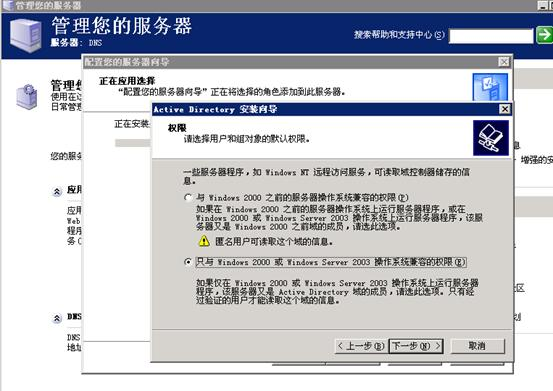 管理您的服务器
管理您的服务器
服务器: DNS
搜索帮助和支持中心(S)
配置您的服务器向导
正在应用选择
“配置您的服务器向导”正在将选择的角色添加到此服务器。
管理您
使用在这
日常管理
正在安装
您的服务
应用
应用
Web
程序
务(
DNS
DNS
地址
息
增强的安
区
划
Active Directory 安装向导
权限
请选择用户和组对象的默认权限。
一些服务器程序，如 Windows NT 远程访问服务，可读取域控制器储存的信
息。
与 Windows 2000 之前的服务器操作系统兼容的权限(P)
如果在 Windows 2000 之前的服务器操作系统上运行服务器程序，或在
Windows 2000 或 Windows Server 2003 操作系统上运行服务器程序，该服
务器又是 Windows 2000 之前域的成员，请选此选项。
匿名用户可读取这个域的信息。
只与 Windows 2000 或 Windows Server 2003 操作系统兼容的权限(E)
如果仅在 Windows 2000 或 Windows Server 2003 操作系统上运行服务器
程序，该服务器又是 Active Directory 域的成员，请选此选项。只有经
过验证的用户才能读取这个域的信息。
< 上一步(B)
下一步(N) >
取消